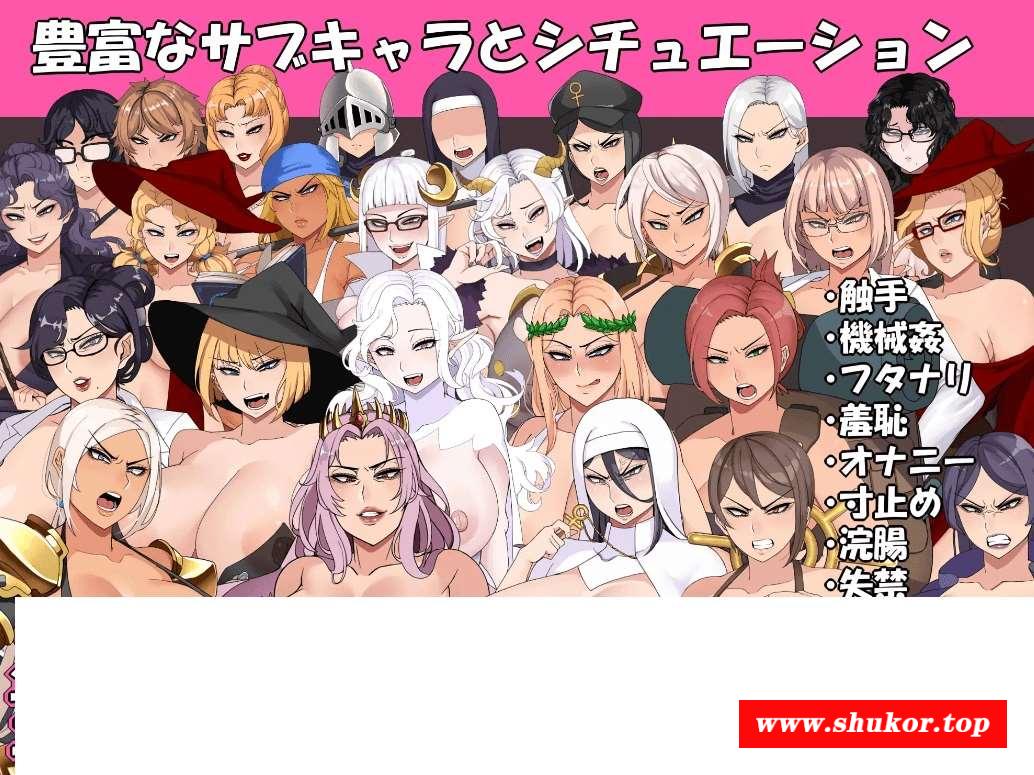 豊富なサブキャラとシチュエーション
・触手
・機械姦
・フタナリ
・羞恥
・オナニー
・寸止め
・浣腸
・失禁
www.shukor.top